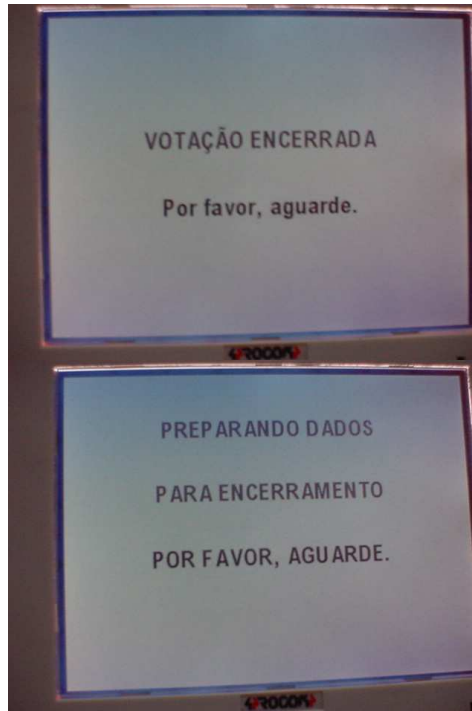 VOTAÇÃO ENCERRADA
Por favor, aguarde.
PREPARANDO DADOS
PARA ENCERRAMENTO
POR FAVOR, AGUARDE.